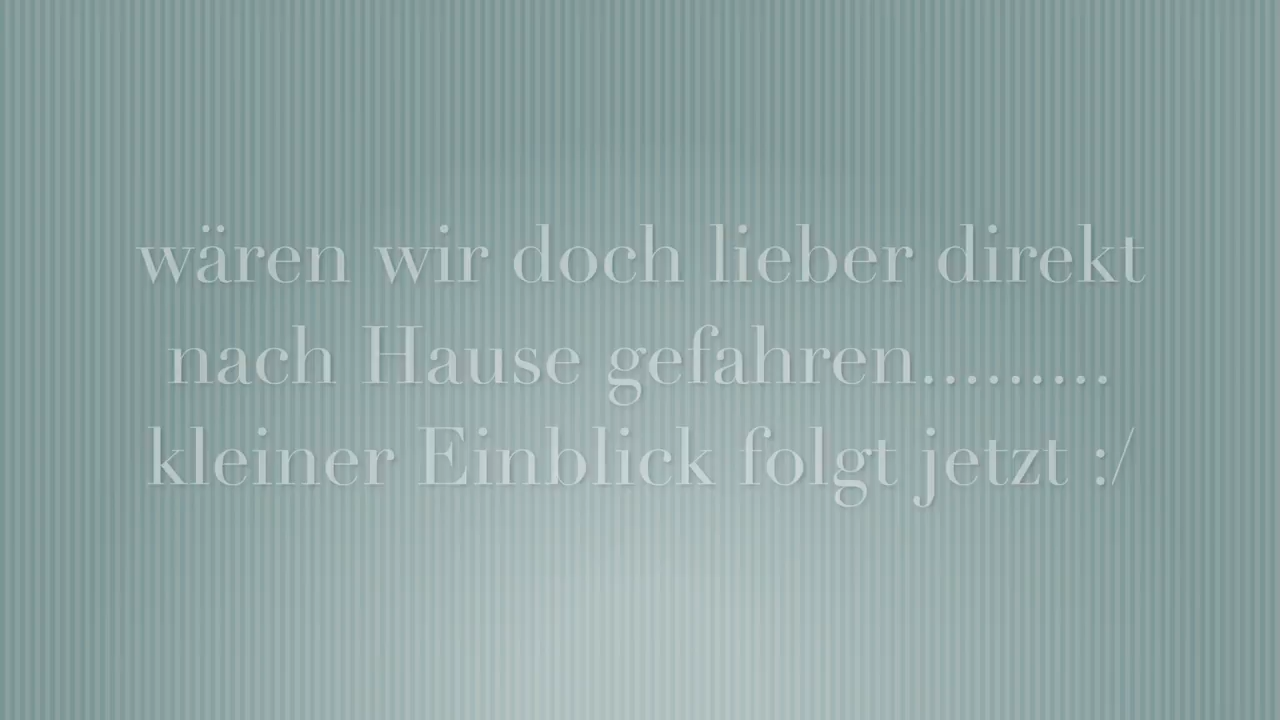 wären wir doch lieber direkt
nach Hause gefahren.........
kleiner Einblick folgt jetzt :/